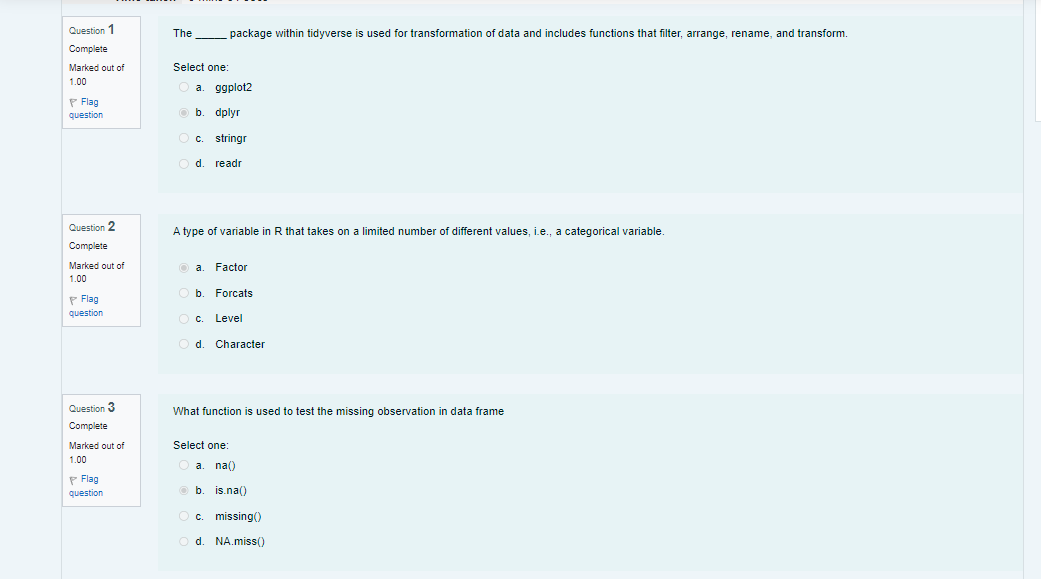 Question 1
Complete
Marked out of
1.00
Flag
question
The _____ package within tidyverse is used for transformation of data and includes functions that filter, arrange, rename, and transform.
Select one:
a. ggplot2
b. dplyr
c. stringr
d. readr
Question 2
Complete
Marked out of
1.00
Flag
question
A type of variable in R that takes on a limited number of different values, i.e., a categorical variable.
a. Factor
b. Forcats
c. Level
d. Character
Question 3
Complete
Marked out of
1.00
Flag
question
What function is used to test the missing observation in data frame
Select one:
a. na()
b. is.na()
c. missing()
d. NA.miss()